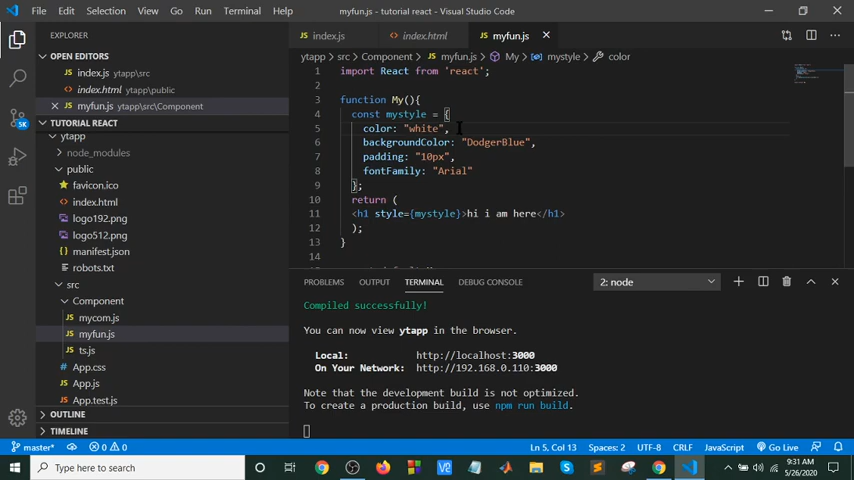 File Edit Selection View Go Run Terminal Help
myfun.js - tutorial react - Visual Studio Code
EXPLORER
OPEN EDITORS
JS index.js ytapp\src
<> index.html ytapp\public
JS myfun.js ytapp\src\Component
TUTORIAL REACT
ytapp
node_modules
public
favicon.ico
index.html
logo192.png
logo512.png
manifest.json
robots.txt
src
Component
mycom.js
myfun.js
ts.js
App.css
App.js
App.test.js
OUTLINE
TIMELINE
JS index.js
<> index.html
JS myfun.js
ytapp > src > Component > JS myfun.js > My > mystyle > color
1 import React from 'react';
2
3 function My(){
4 const mystyle = {
5 color: "white",
6 backgroundColor: "DodgerBlue",
7 padding: "10px",
8 fontFamily: "Arial"
9 };
10 return (
11 <h1 style={mystyle}>hi i am here</h1>
12 );
13 }
14
PROBLEMS OUTPUT TERMINAL DEBUG CONSOLE
2: node
Compiled successfully!
You can now view ytapp in the browser.
Local: http://localhost:3000
On Your Network: http://192.168.0.110:3000
Note that the development build is not optimized.
To create a production build, use npm run build.
master* 0 0
Ln 5, Col 13 Spaces: 2 UTF-8 CRLF JavaScript Go Live
Type here to search
9:31 AM
5/26/2020